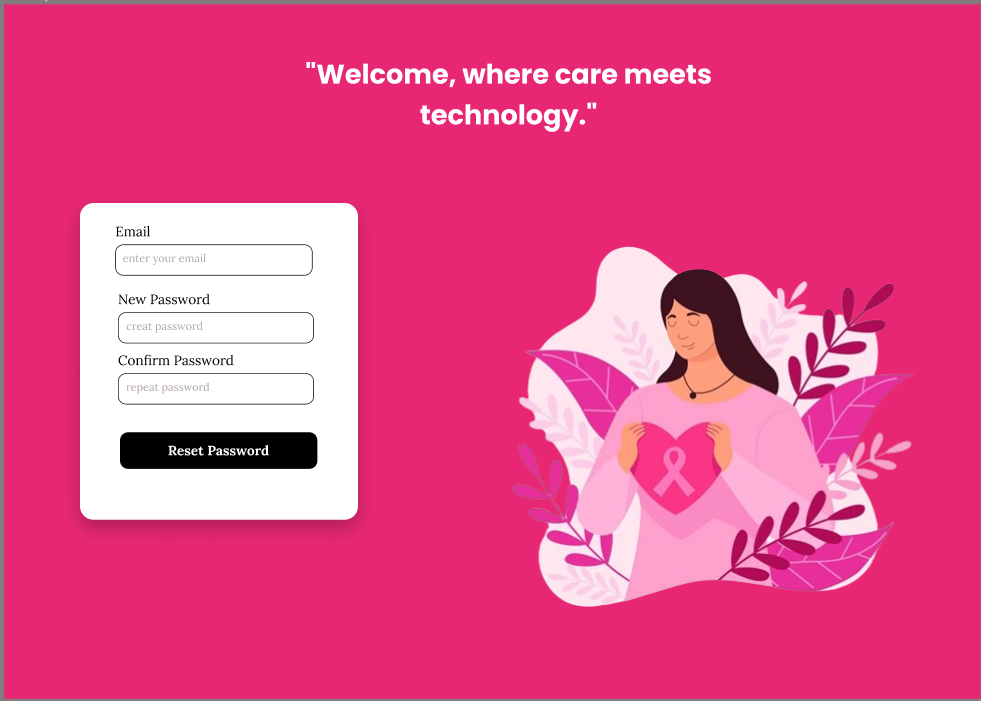 "Welcome, where care meets
technology."
Email
enter your email
New Password
creat password
Confirm Password
repeat password
Reset Password